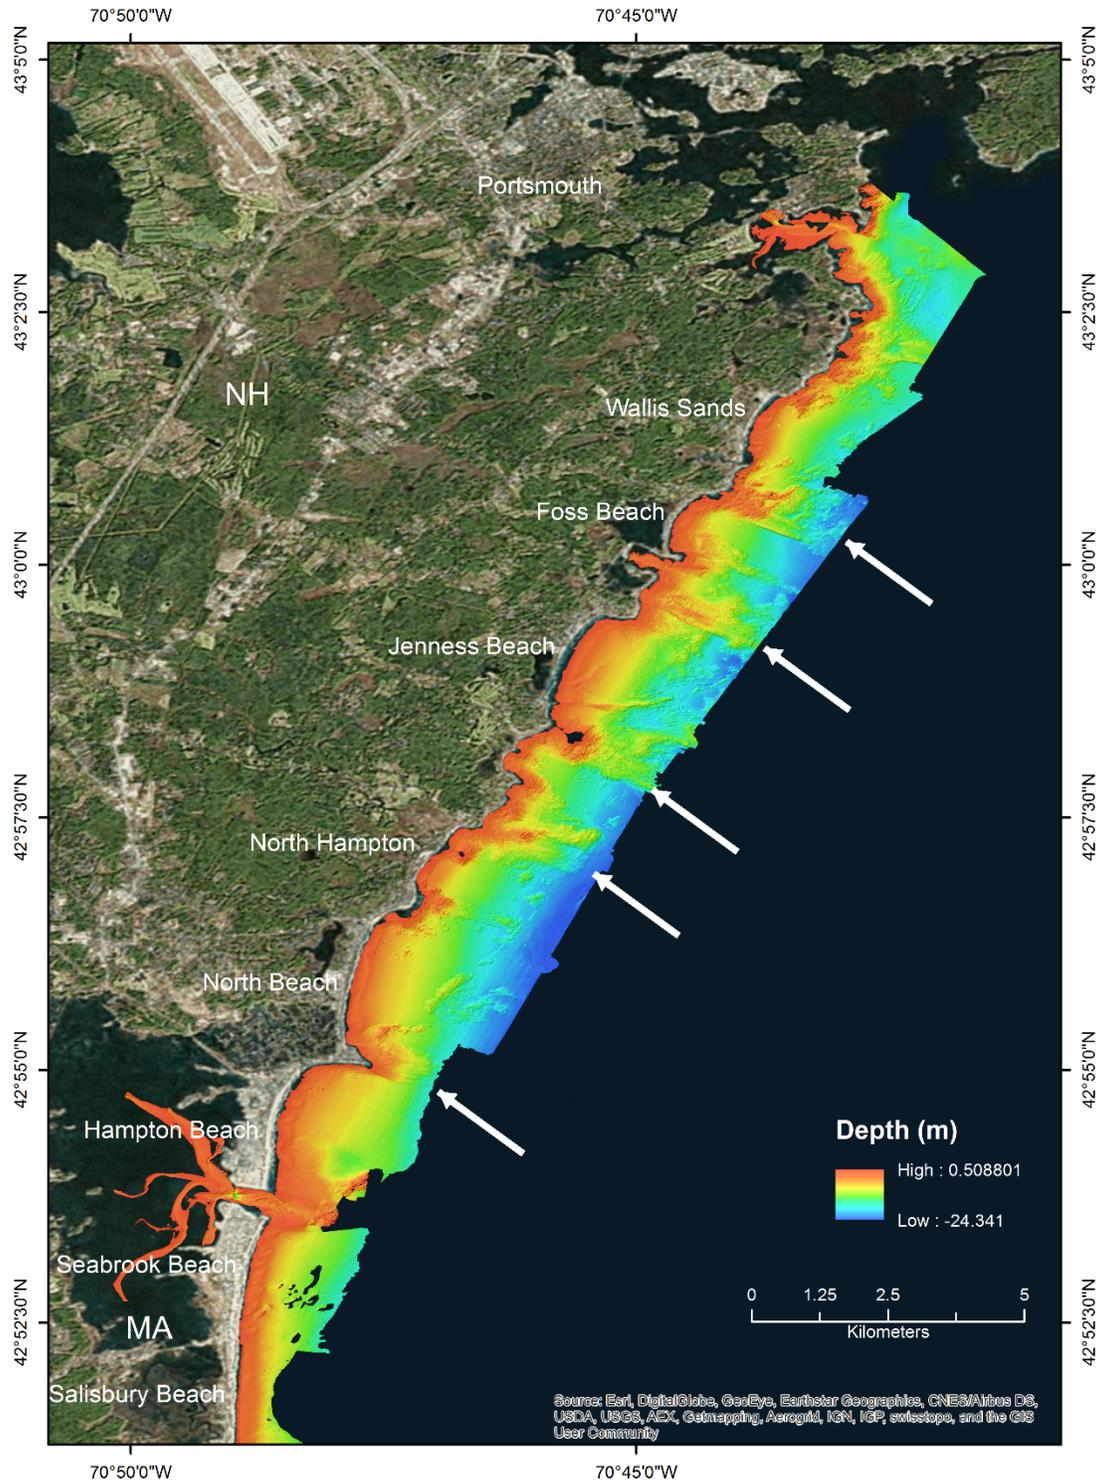 70°50'0"W
70°45'0"W
43°5'0"N
43°5'0"N
Portsmouth
43°2'30"N
43°2'30"N
NH
Wallis Sands
Foss Beach
43°0'0"N
43°0'0"N
Jenness Beach
42°57'30"N
42°57'30"N
North Hampton
North Beach
42°55'0"N
42°55'0"N
Hampton Beach
Depth (m)
High : 0.508801
Low : -24.341
Seabrook Beach
0 1.25 2.5 5
Kilometers
MA
42°52'30"N
42°52'30"N
Salisbury Beach
Source: Esri, DigitalGlobe, GeoEye, Earthstar Geographics, CNES/Airbus DS,
USDA, USGS, AEX, Getmapping, Aerogrid, IGN, IGP, swisstopo, and the GIS
User Community
70°50'0"W
70°45'0"W